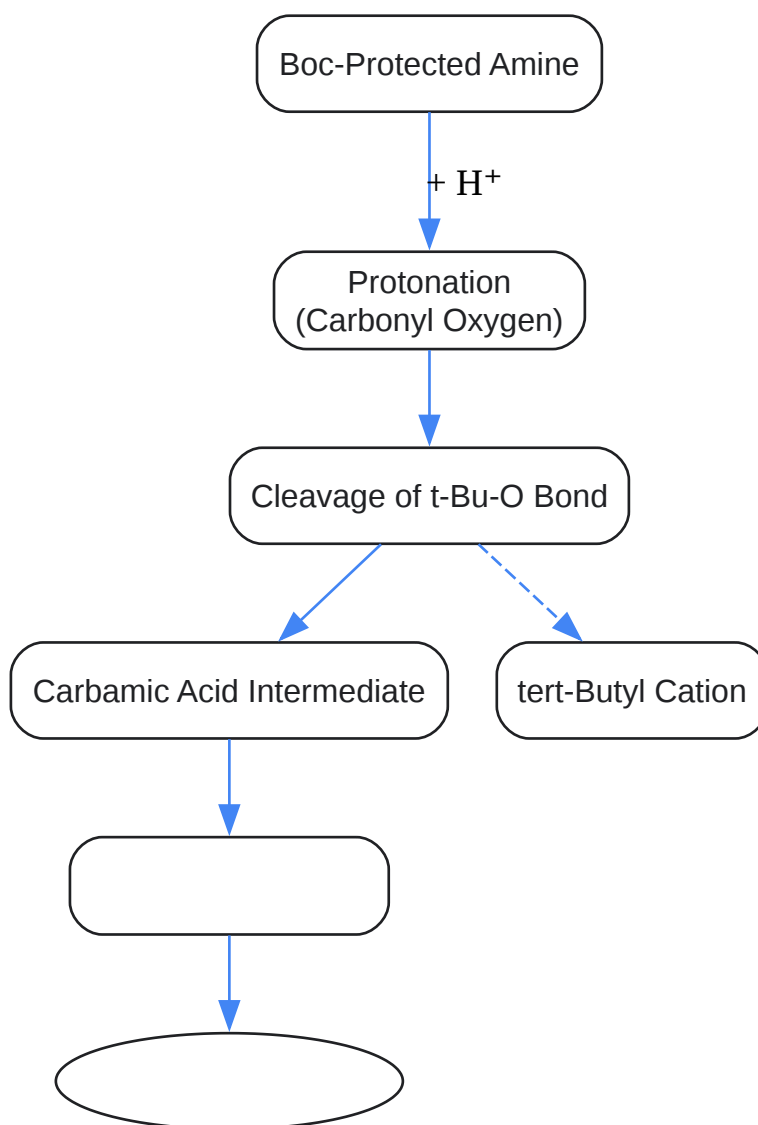 Boc-Protected Amine
+ H⁺
Protonation
(Carbonyl Oxygen)
Cleavage of t-Bu-O Bond
Carbamic Acid Intermediate
tert-Butyl Cation